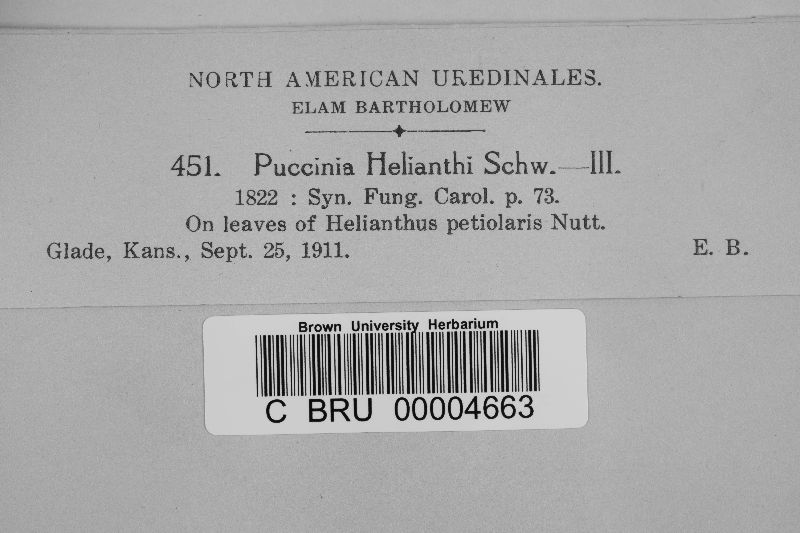 NORTH AMERICAN UREDINALES.
ELAM BARTHOLOMEW
451. Puccinia Helianthi Schw.—III.
1822 : Syn. Fung. Carol. p. 73.
On leaves of Helianthus petiolaris Nutt.
Glade, Kans., Sept. 25, 1911. E. B.
Brown University Herbarium
C BRU 00004663